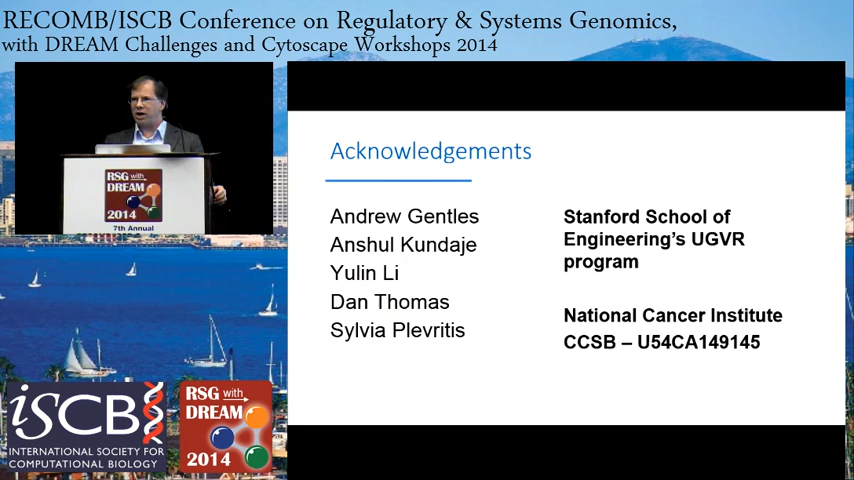 RECOMB/ISCB Conference on Regulatory & Systems Genomics,
with DREAM Challenges and Cytoscape Workshops 2014
RSG with
DREAM
2014
7th Annual
Acknowledgements
Andrew Gentles
Anshul Kundaje
Yulin Li
Dan Thomas
Sylvia Plevritis
Stanford School of
Engineering's UGVR
program
National Cancer Institute
CCSB – U54CA149145
iSCB
INTERNATIONAL SOCIETY FOR
COMPUTATIONAL BIOLOGY
RSG with
DREAM
2014